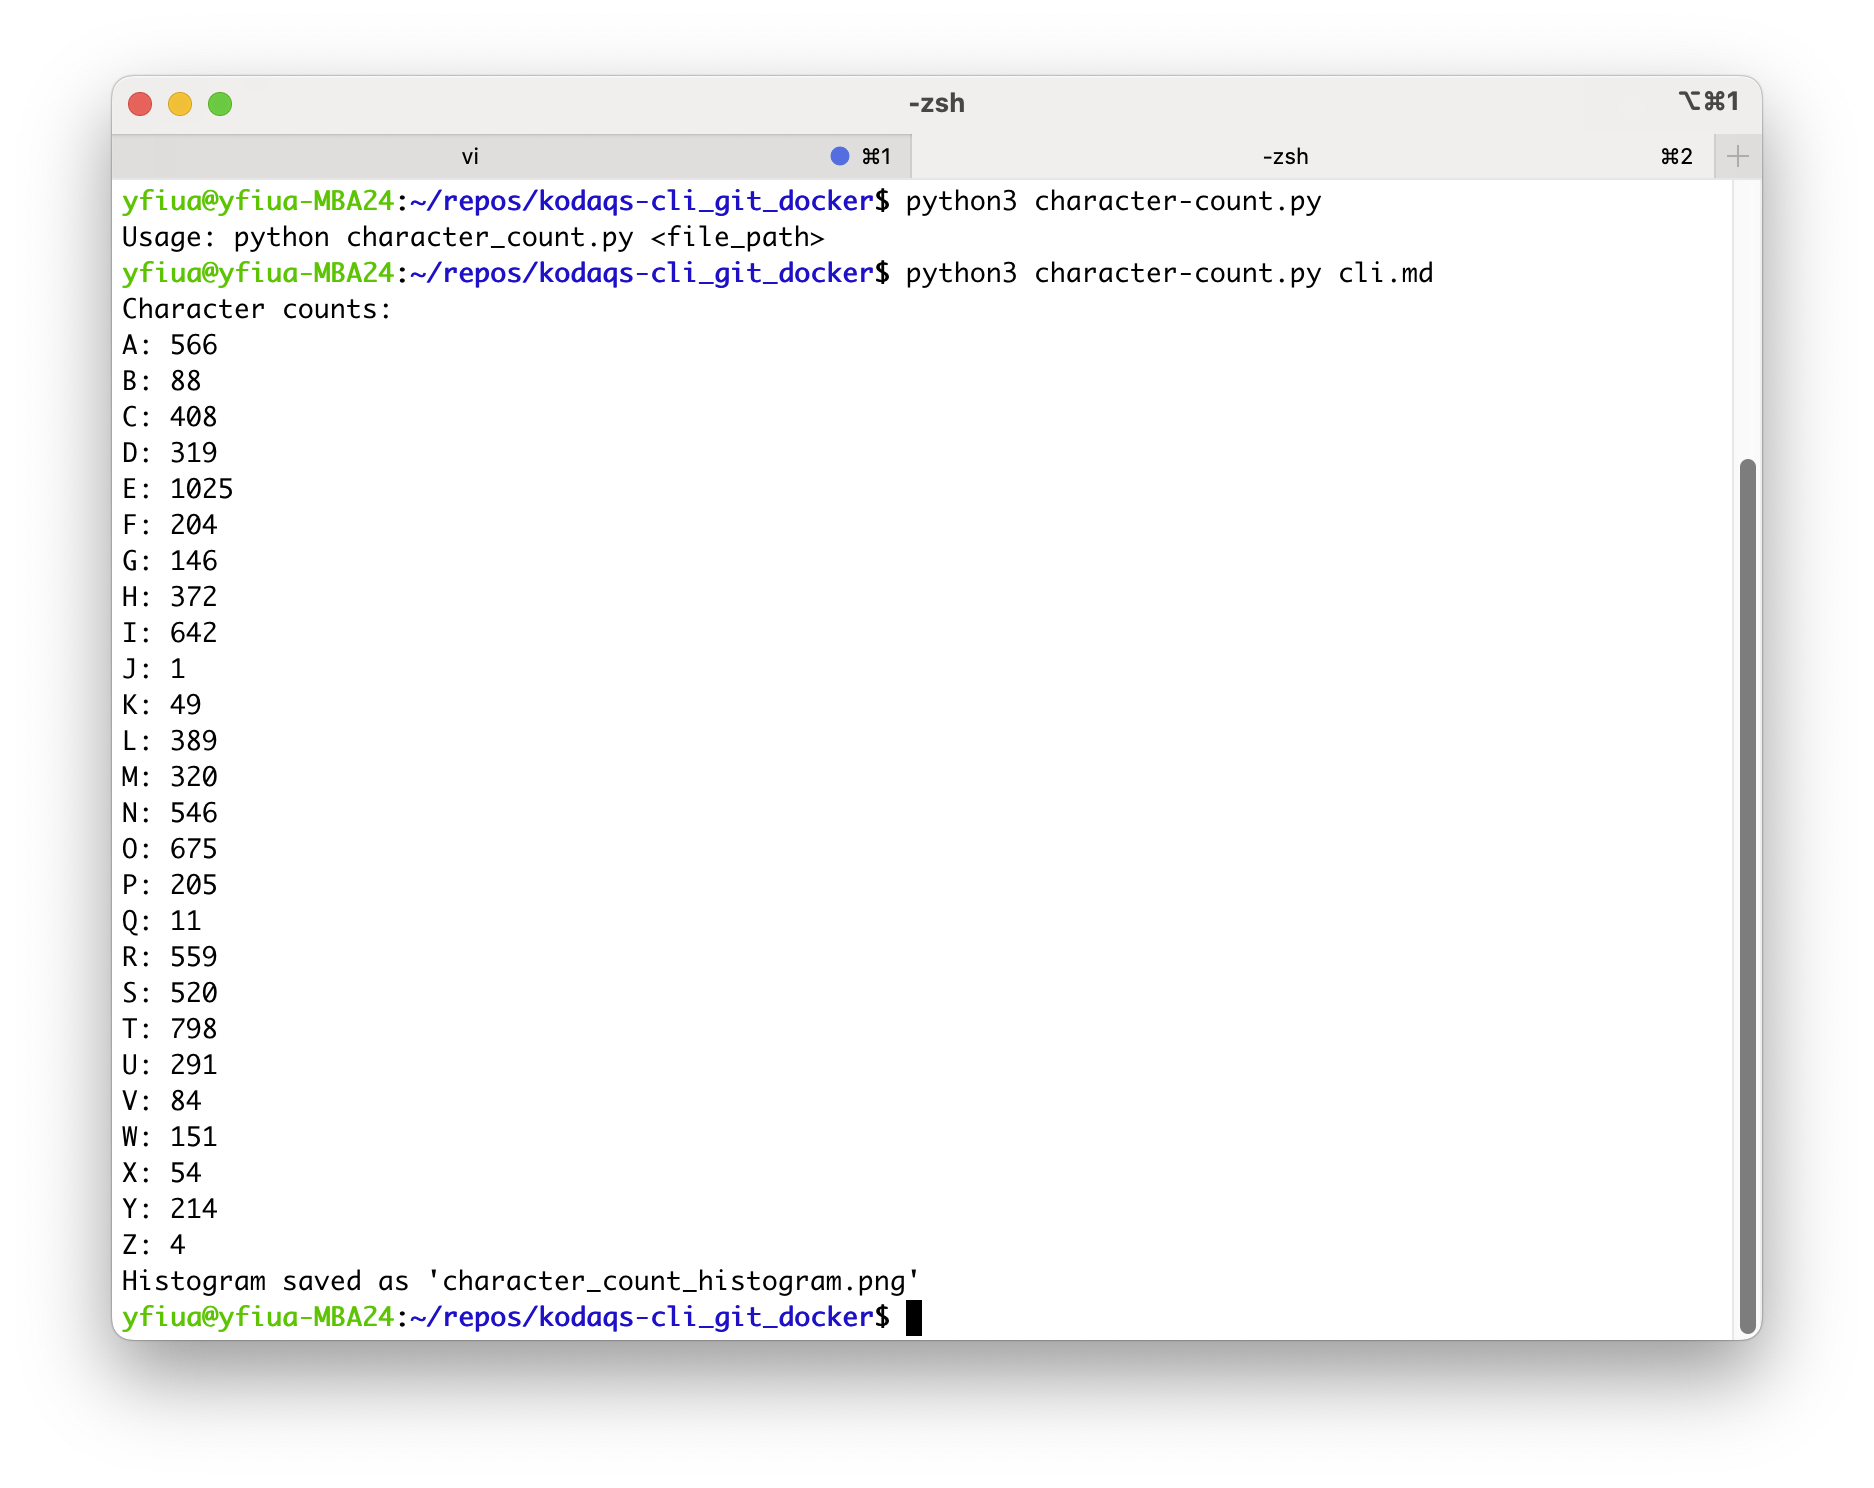 -zsh ⌥⌘1
vi ⌘1 -zsh ⌘2
yfiua@yfiua-MBA24:~/repos/kodaqs-cli_git_docker$ python3 character-count.py
Usage: python character_count.py <file_path>
yfiua@yfiua-MBA24:~/repos/kodaqs-cli_git_docker$ python3 character-count.py cli.md
Character counts:
A: 566
B: 88
C: 408
D: 319
E: 1025
F: 204
G: 146
H: 372
I: 642
J: 1
K: 49
L: 389
M: 320
N: 546
O: 675
P: 205
Q: 11
R: 559
S: 520
T: 798
U: 291
V: 84
W: 151
X: 54
Y: 214
Z: 4
Histogram saved as 'character_count_histogram.png'
yfiua@yfiua-MBA24:~/repos/kodaqs-cli_git_docker$